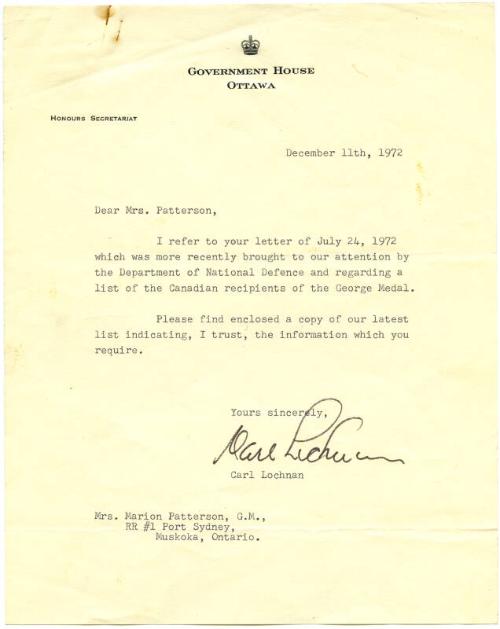 GOVERNMENT HOUSE
OTTAWA
HONOURS SECRETARIAT
December 11th, 1972
Dear Mrs. Patterson,
I refer to your letter of July 24, 1972
which was more recently brought to our attention by
the Department of National Defence and regarding a
list of the Canadian recipients of the George Medal.
Please find enclosed a copy of our latest
list indicating, I trust, the information which you
require.
Yours sincerely,
Carl Lochnan
Carl Lochnan
Mrs. Marion Patterson, G.M.,
RR #1 Port Sydney,
Muskoka, Ontario.